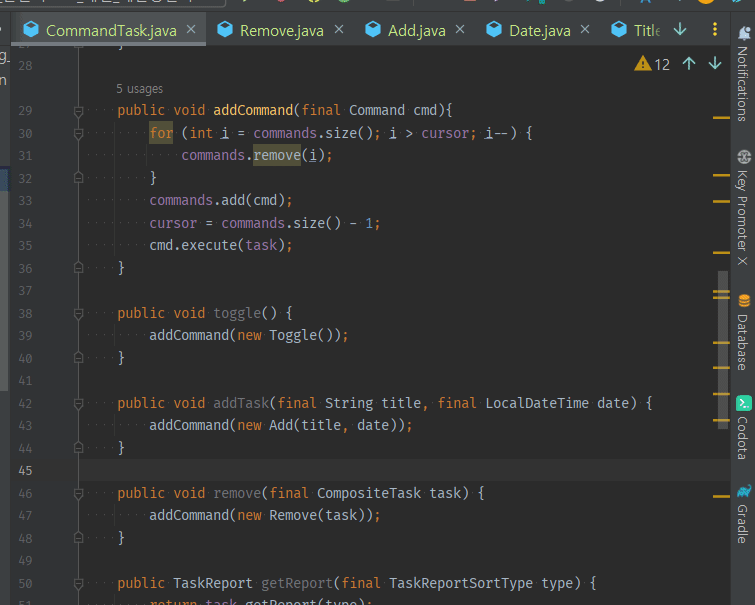 CommandTask.java
Remove.java
Add.java
Date.java
Title
12
28
5 usages
29 public void addCommand(final Command cmd){
30 for (int i = commands.size(); i > cursor; i--) {
31 commands.remove(i);
32 }
33 commands.add(cmd);
34 cursor = commands.size() - 1;
35 cmd.execute(task);
36 }
37
38 public void toggle() {
39 addCommand(new Toggle());
40 }
41
42 public void addTask(final String title, final LocalDateTime date) {
43 addCommand(new Add(title, date));
44 }
45
46 public void remove(final CompositeTask task) {
47 addCommand(new Remove(task));
48 }
49
50 public TaskReport getReport(final TaskReportSortType type) {
51 return task.getReport(type);
Notifications
Key Promoter X
Database
Codota
Gradle